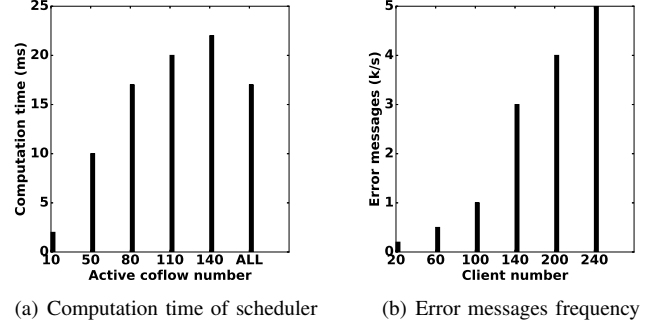 25
20
15
10
5
0
Computation time (ms)
10 50 80 110 140 ALL
Active coflow number
(a) Computation time of scheduler
5
4
3
2
1
0
Error messages (k/s)
20 60 100 140 200 240
Client number
(b) Error messages frequency